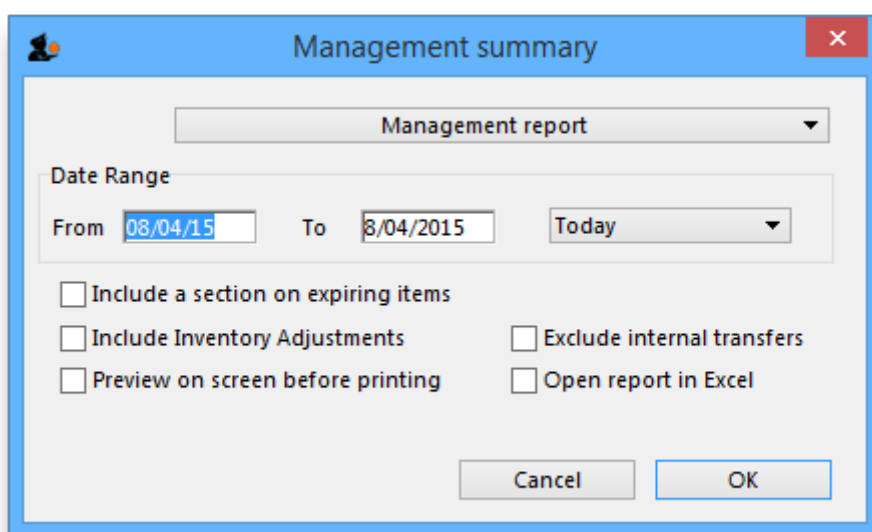 Management summary
Management report
Date Range
From 08/04/15 To 8/04/2015 Today
Include a section on expiring items
Include Inventory Adjustments Exclude internal transfers
Preview on screen before printing Open report in Excel
Cancel OK